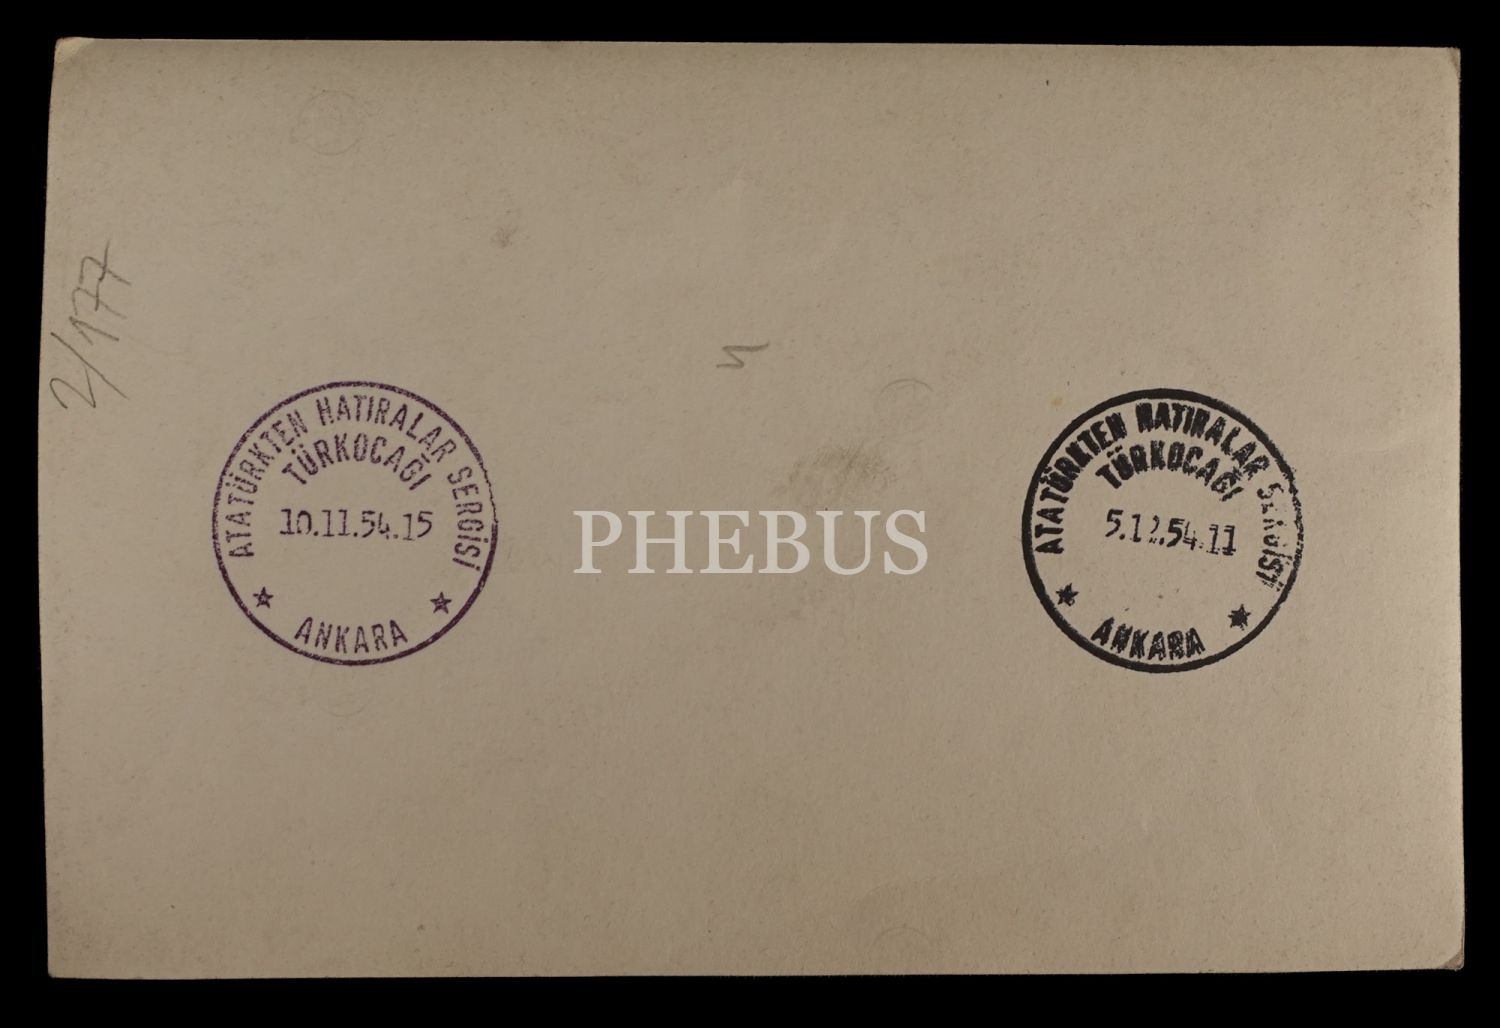 2/177
ATATÜRKTEN HATIRALAR SERGİSİ
TÜRKOCAĞI
10.11.54.15
ANKARA
ATATÜRKTEN HATIRALAR SERGİSİ
TÜRKOCAĞI
5.12.54.11
ANKARA
PHEBUS